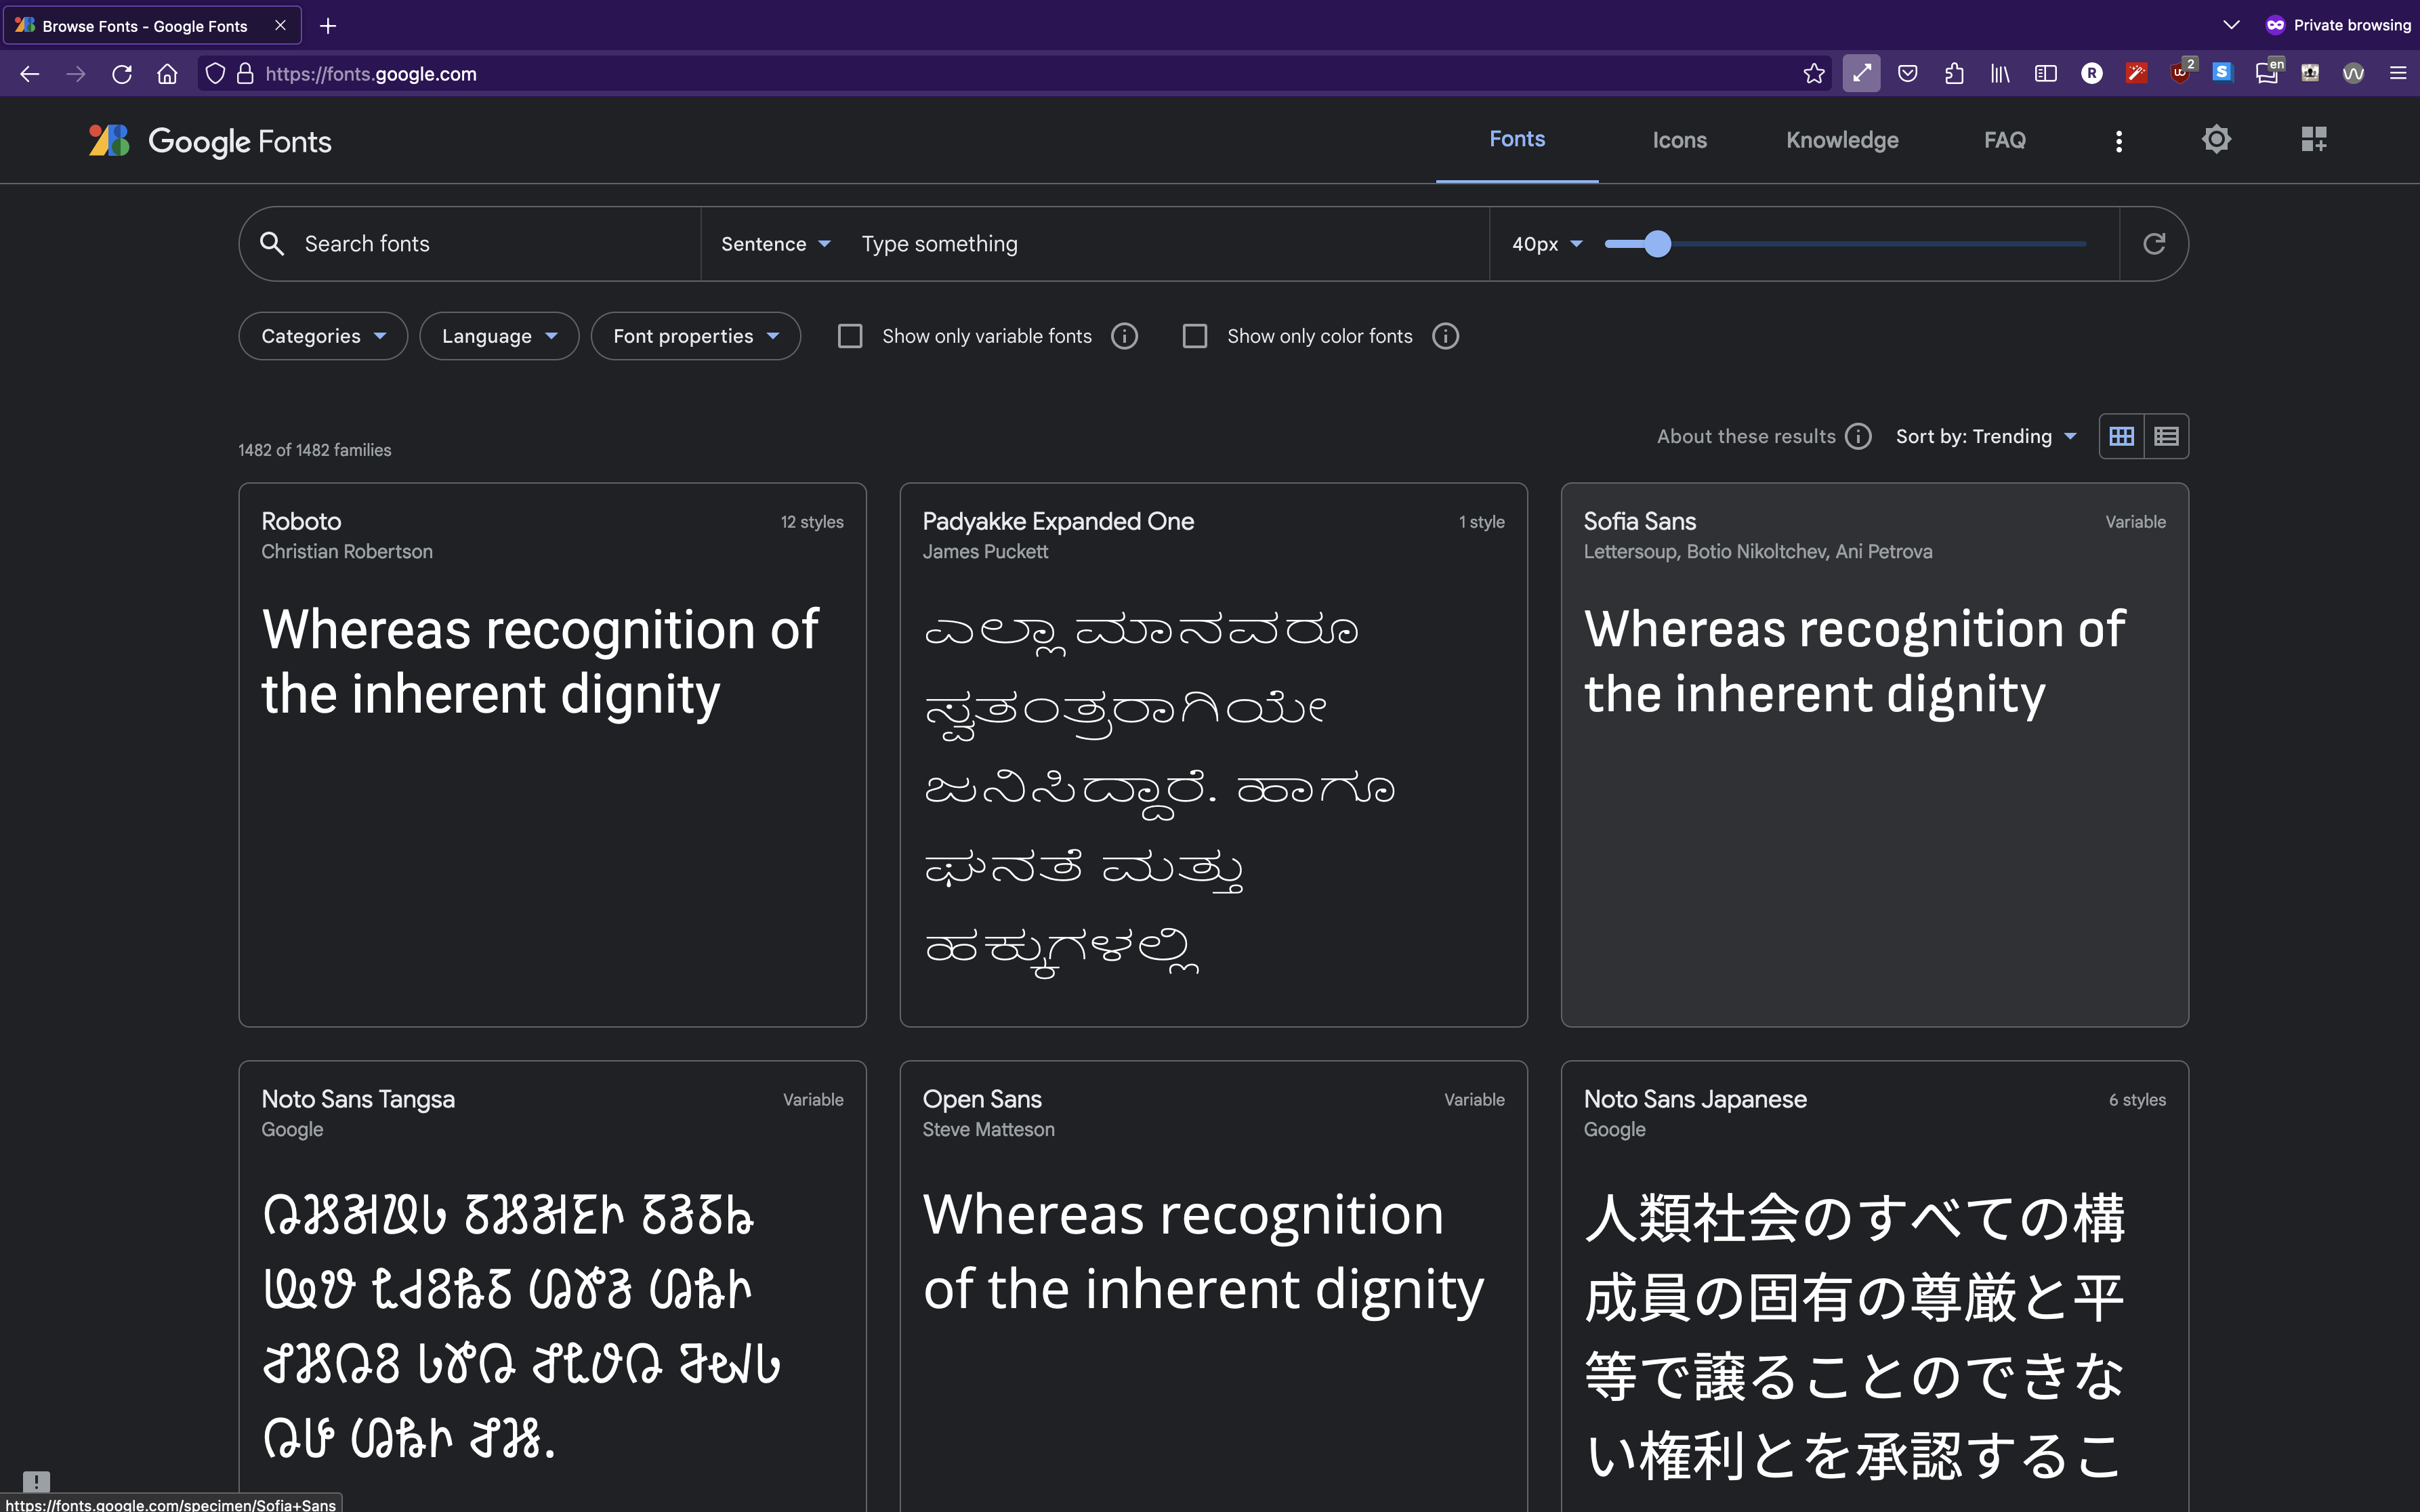 Browse Fonts - Google Fonts
Private browsing
https://fonts.google.com
2
en
Google Fonts
Fonts
Icons
Knowledge
FAQ
Search fonts
Sentence
Type something
40px
Categories
Language
Font properties
Show only variable fonts
Show only color fonts
1482 of 1482 families
About these results
Sort by: Trending
Roboto
12 styles
Christian Robertson
Whereas recognition of
the inherent dignity
Padyakke Expanded One
1 style
James Puckett
ಎಲ್ಲಾ ಮಾನವರೂ
ಸ್ವತಂತ್ರರಾಗಿಯೇ
ಜನಿಸಿದ್ದಾರೆ. ಹಾಗೂ
ಘನತೆ ಮತ್ತು
ಹಕ್ಕುಗಳಲ್ಲಿ
Sofia Sans
Variable
Lettersoup, Botio Nikoltchev, Ani Petrova
Whereas recognition of
the inherent dignity
Noto Sans Tangsa
Variable
Google
Open Sans
Variable
Steve Matteson
Whereas recognition
of the inherent dignity
Noto Sans Japanese
6 styles
Google
人類社会のすべての構
成員の固有の尊厳と平
等で譲ることのできな
い権利とを承認するこ
https://fonts.google.com/specimen/Sofia+Sans